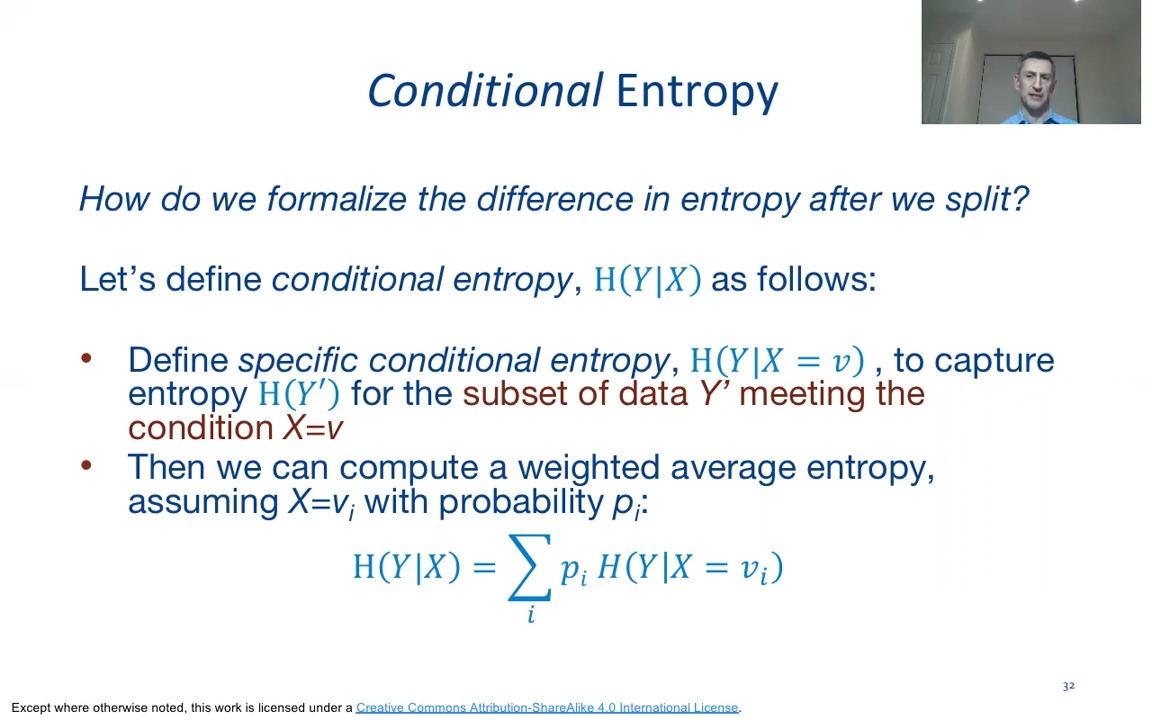 Conditional Entropy
How do we formalize the difference in entropy after we split?
Let's define conditional entropy, H(Y|X) as follows:
• Define specific conditional entropy, H(Y|X = v) , to capture
entropy H(Y′) for the subset of data Y' meeting the
condition X=v
• Then we can compute a weighted average entropy,
assuming X=vᵢ with probability pᵢ:
H(Y|X) = ∑ pᵢ H(Y|X = vᵢ)
i
32
Except where otherwise noted, this work is licensed under a Creative Commons Attribution-ShareAlike 4.0 International License.